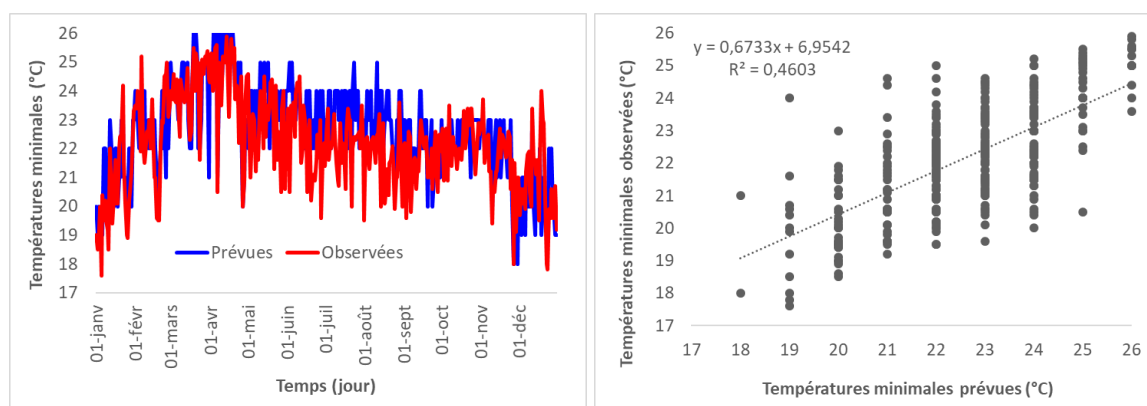 Températures minimales (°C)
26
25
24
23
22
21
20
19
18
17
Prévues
Observées
01-janv
01-févr
01-mars
01-avr
01-mai
01-juin
01-juil
01-août
01-sept
01-oct
01-nov
01-déc
Temps (jour)
Températures minimales observées (°C)
26
25
24
23
22
21
20
19
18
17
y = 0,6733x + 6,9542
R² = 0,4603
17 18 19 20 21 22 23 24 25 26
Températures minimales prévues (°C)